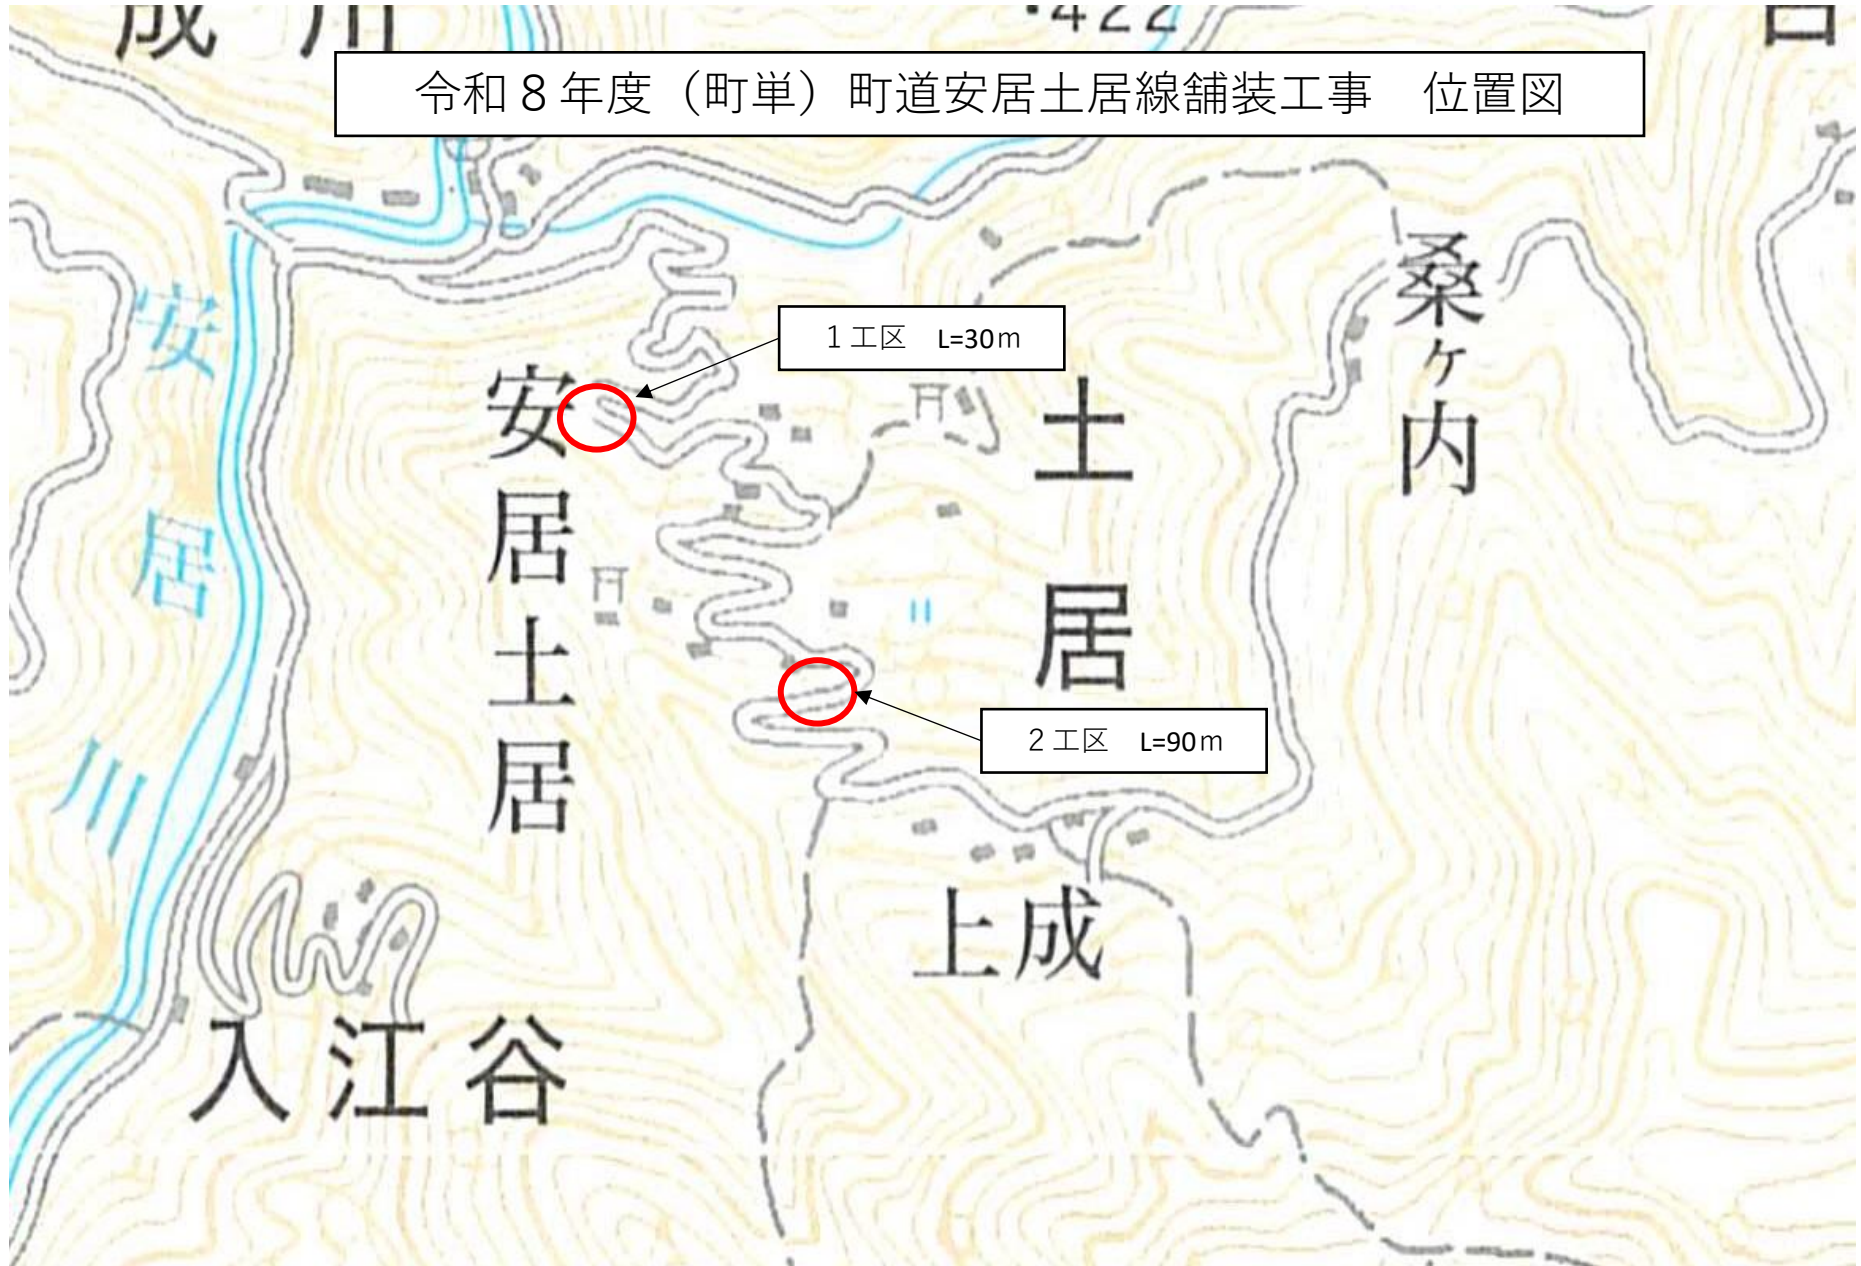 ・422
令和８年度（町単）町道安居土居線舗装工事　位置図
１工区　L=30ｍ
２工区　L=90ｍ
安居川
安居土居
土居
桑ヶ内
上成
入江谷